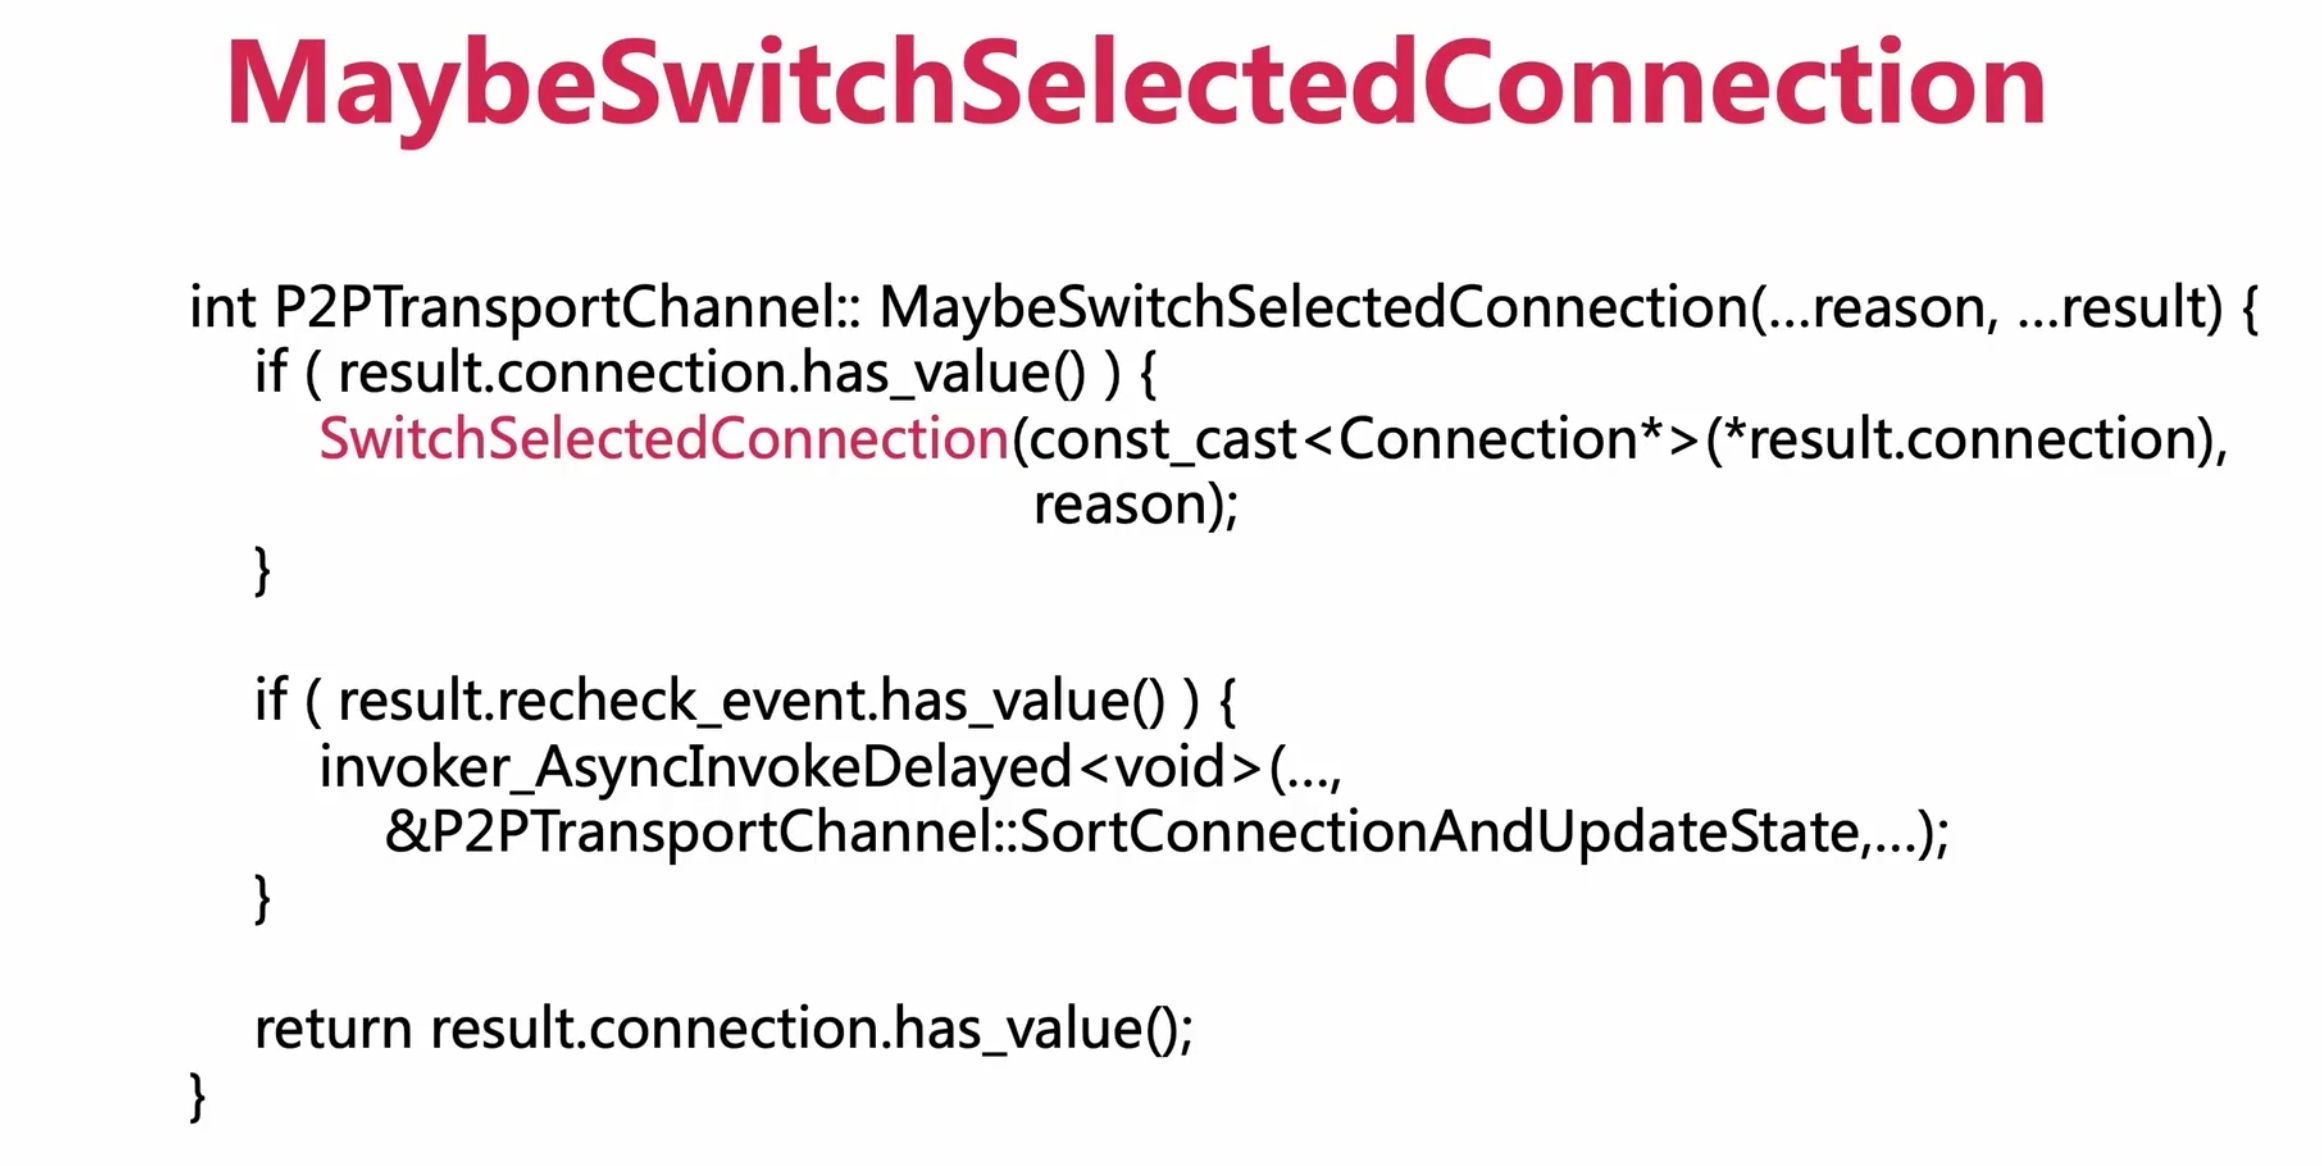 MaybeSwitchSelectedConnection
int P2PTransportChannel:: MaybeSwitchSelectedConnection(...reason, ...result) {
if ( result.connection.has_value() ) {
SwitchSelectedConnection(const_cast<Connection*>(*result.connection),
reason);
}
if ( result.recheck_event.has_value() ) {
invoker_AsyncInvokeDelayed<void>(...,
&P2PTransportChannel::SortConnectionAndUpdateState,...);
}
return result.connection.has_value();
}